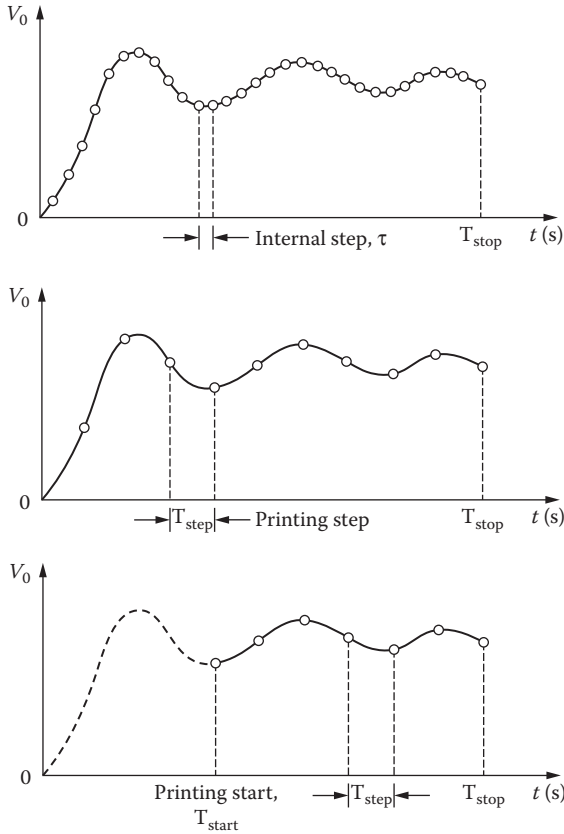 V0
0
Internal step, τ
Tstop
t (s)
V0
0
Tstep
Printing step
Tstop
t (s)
V0
0
Printing start,
Tstart
Tstep
Tstop
t (s)